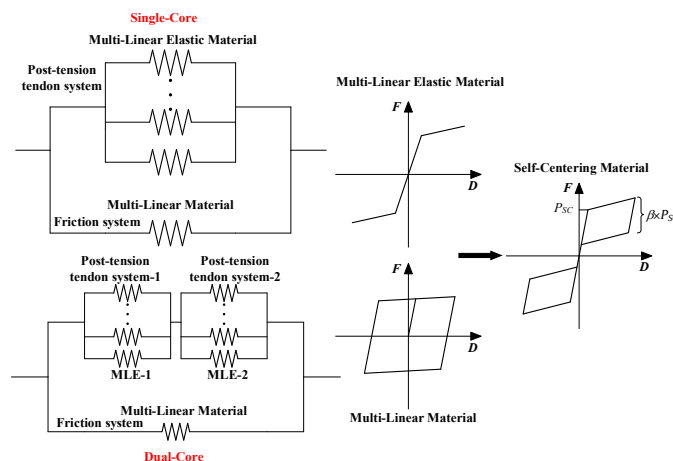 Single-Core
Multi-Linear Elastic Material
Post-tension
tendon system
Multi-Linear Material
Friction system
Post-tension
tendon system-1
Post-tension
tendon system-2
MLE-1
MLE-2
Multi-Linear Material
Friction system
Dual-Core
Multi-Linear Elastic Material
F
D
F
D
Multi-Linear Material
Self-Centering Material
F
PSC
β×PS
D